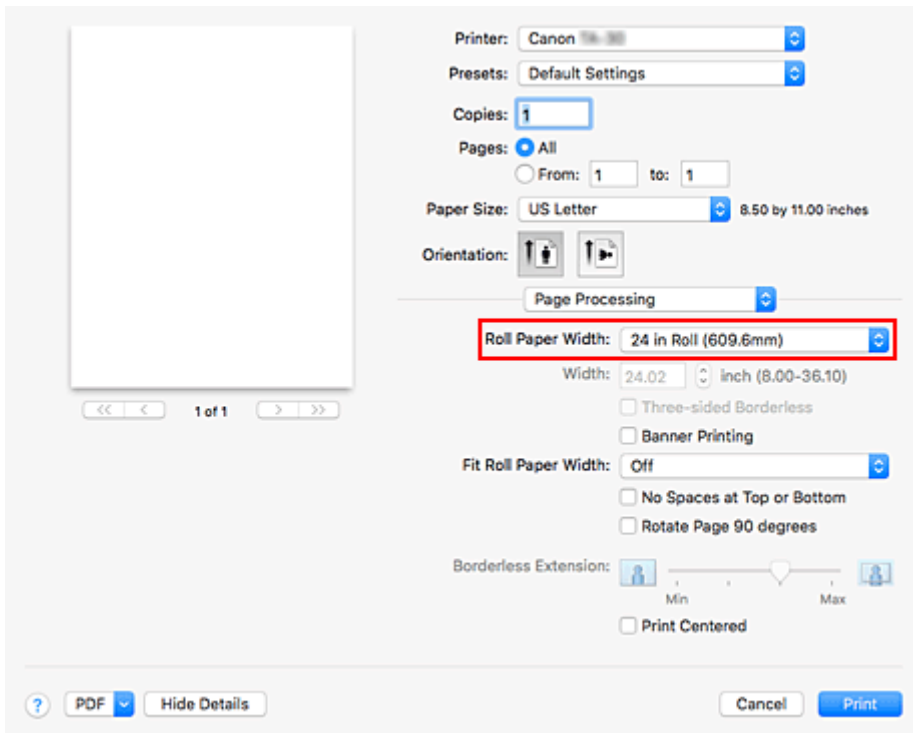 Printer: Canon
Presets: Default Settings
Copies: 1
Pages: All
From: 1 to: 1
Paper Size: US Letter 8.50 by 11.00 inches
Orientation:
Page Processing
Roll Paper Width: 24 in Roll (609.6mm)
Width: 24.02 inch (8.00-36.10)
Three-sided Borderless
1 of 1
Banner Printing
Fit Roll Paper Width: Off
No Spaces at Top or Bottom
Rotate Page 90 degrees
Borderless Extension:
Min Max
Print Centered
? PDF Hide Details Cancel Print